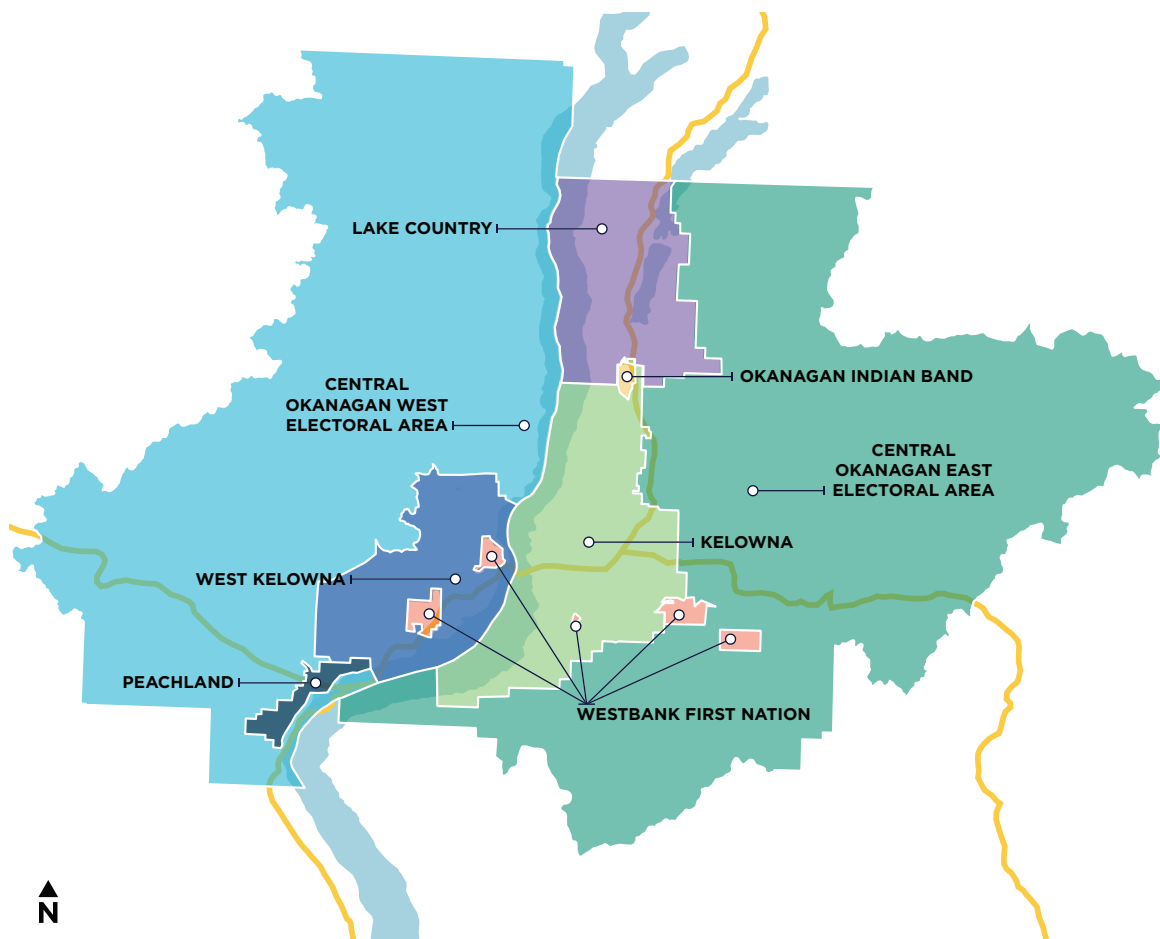 LAKE COUNTRY
OKANAGAN INDIAN BAND
CENTRAL
OKANAGAN WEST
ELECTORAL AREA
CENTRAL
OKANAGAN EAST
ELECTORAL AREA
KELOWNA
WEST KELOWNA
PEACHLAND
WESTBANK FIRST NATION
N